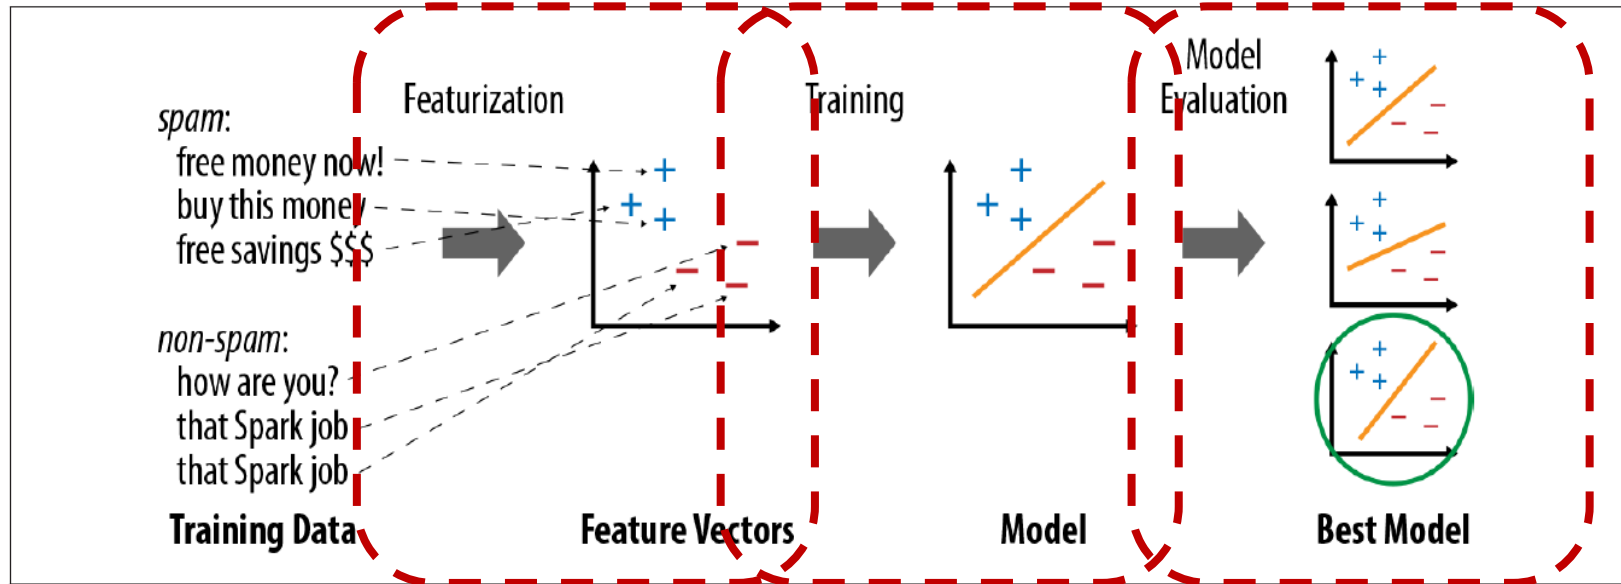 Featurization
Training
Model
Evaluation
spam:
free money now!
buy this money
free savings $$$
non-spam:
how are you?
that Spark job
that Spark job
Training Data
Feature Vectors
Model
Best Model